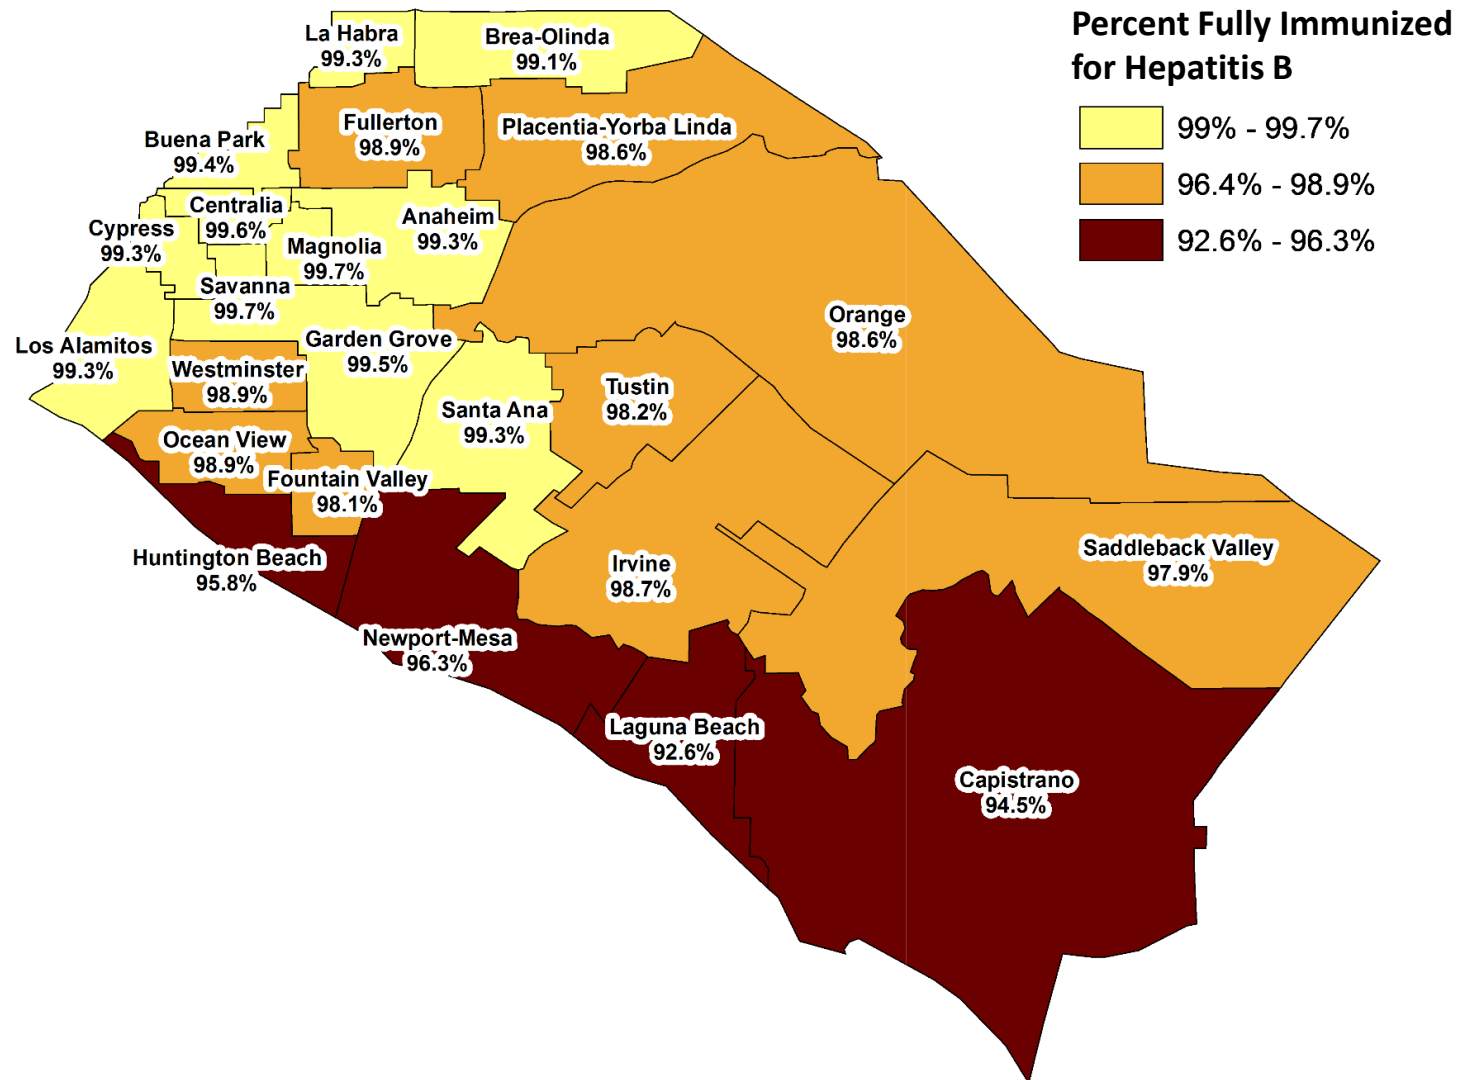 Percent Fully Immunized
for Hepatitis B
99% - 99.7%
96.4% - 98.9%
92.6% - 96.3%
La Habra
99.3%
Brea-Olinda
99.1%
Fullerton
98.9%
Placentia-Yorba Linda
98.6%
Buena Park
99.4%
Centralia
99.6%
Anaheim
99.3%
Cypress
99.3%
Magnolia
99.7%
Savanna
99.7%
Orange
98.6%
Los Alamitos
99.3%
Garden Grove
99.5%
Westminster
98.9%
Tustin
98.2%
Santa Ana
99.3%
Ocean View
98.9%
Fountain Valley
98.1%
Huntington Beach
95.8%
Irvine
98.7%
Saddleback Valley
97.9%
Newport-Mesa
96.3%
Laguna Beach
92.6%
Capistrano
94.5%